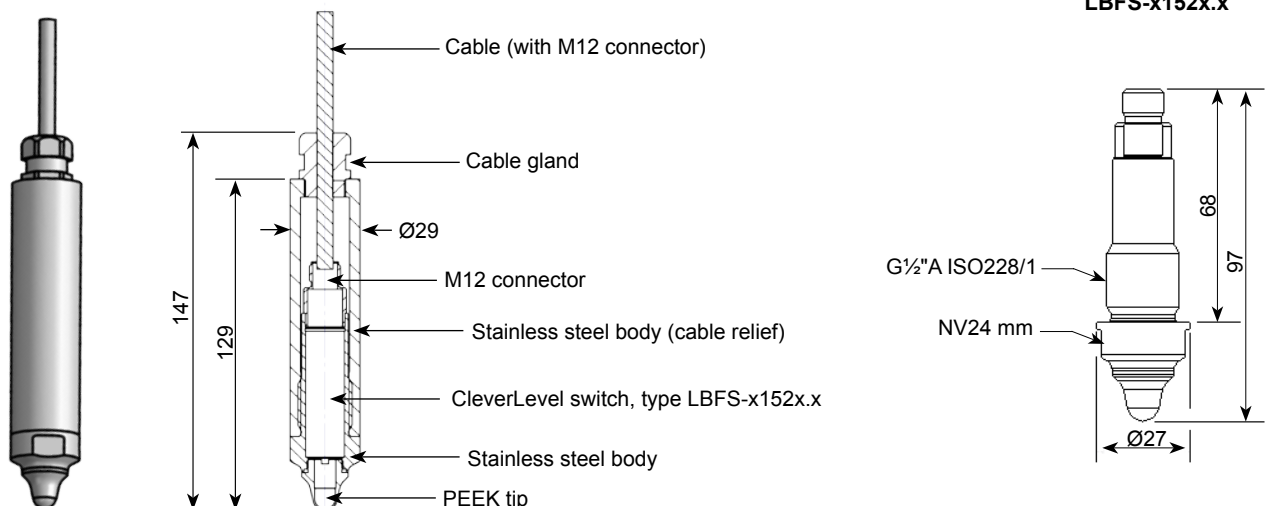 LBFS-x152x.x
Cable (with M12 connector)
Cable gland
Ø29
M12 connector
Stainless steel body (cable relief)
CleverLevel switch, type LBFS-x152x.x
Stainless steel body
PEEK tip
147
129
G½"A ISO228/1
NV24 mm
68
97
Ø27